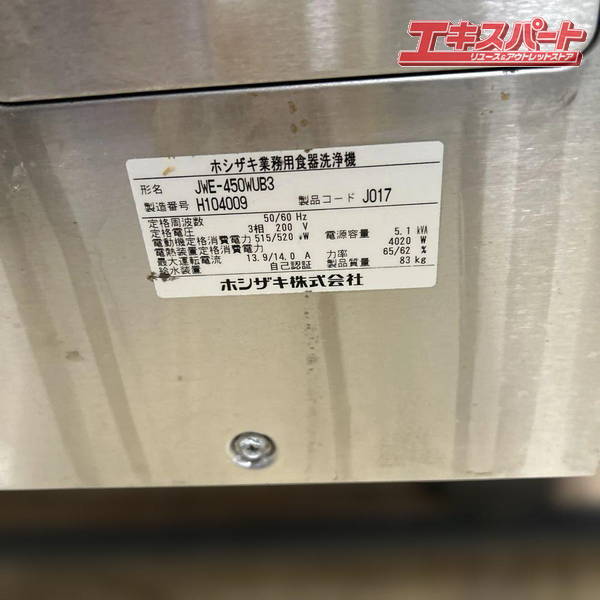 エキスパート
リユース&アウトレットストア
ホシザキ業務用食器洗浄機
形名 JWE-450WUB3
製造番号 H104009 製品コード J017
定格周波数 50/60 Hz
定格電圧 3相 200 V 電源容量 5.1 kVA
電動機定格消費電力 515/520 W
電熱装置定格消費電力 4020 W
最大運転電流 13.9/14.0 A 力率 65/62 %
給水装置 自己認証 製品質量 83 kg
ホシザキ株式会社